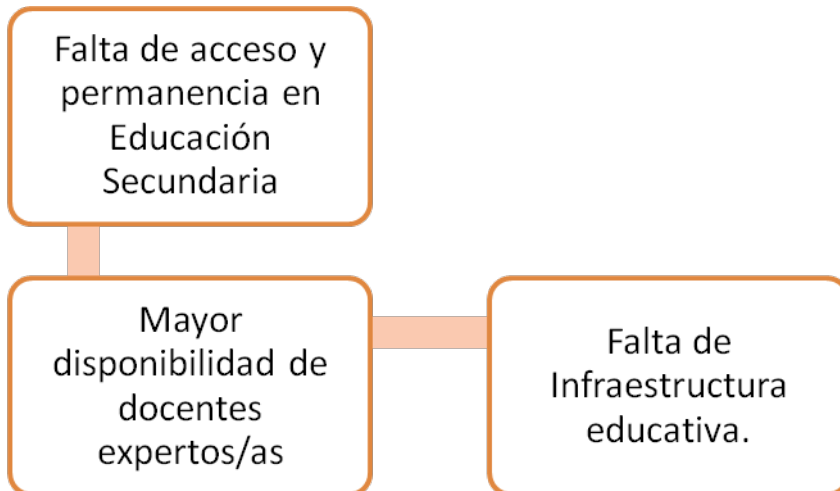 Falta de acceso y
permanencia en
Educación
Secundaria
Mayor
disponibilidad de
docentes
expertos/as
Falta de
Infraestructura
educativa.